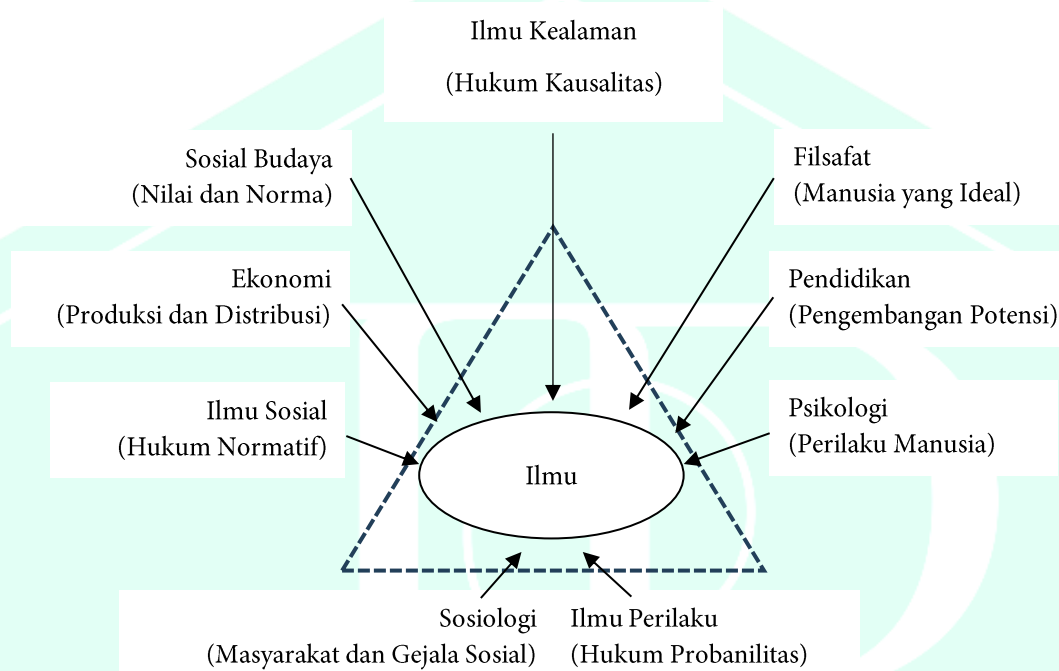 Ilmu Kealaman
(Hukum Kausalitas)
Sosial Budaya
(Nilai dan Norma)
Filsafat
(Manusia yang Ideal)
Ekonomi
(Produksi dan Distribusi)
Pendidikan
(Pengembangan Potensi)
Ilmu Sosial
(Hukum Normatif)
Psikologi
(Perilaku Manusia)
Ilmu
Sosiologi
(Masyarakat dan Gejala Sosial)
Ilmu Perilaku
(Hukum Probanilitas)